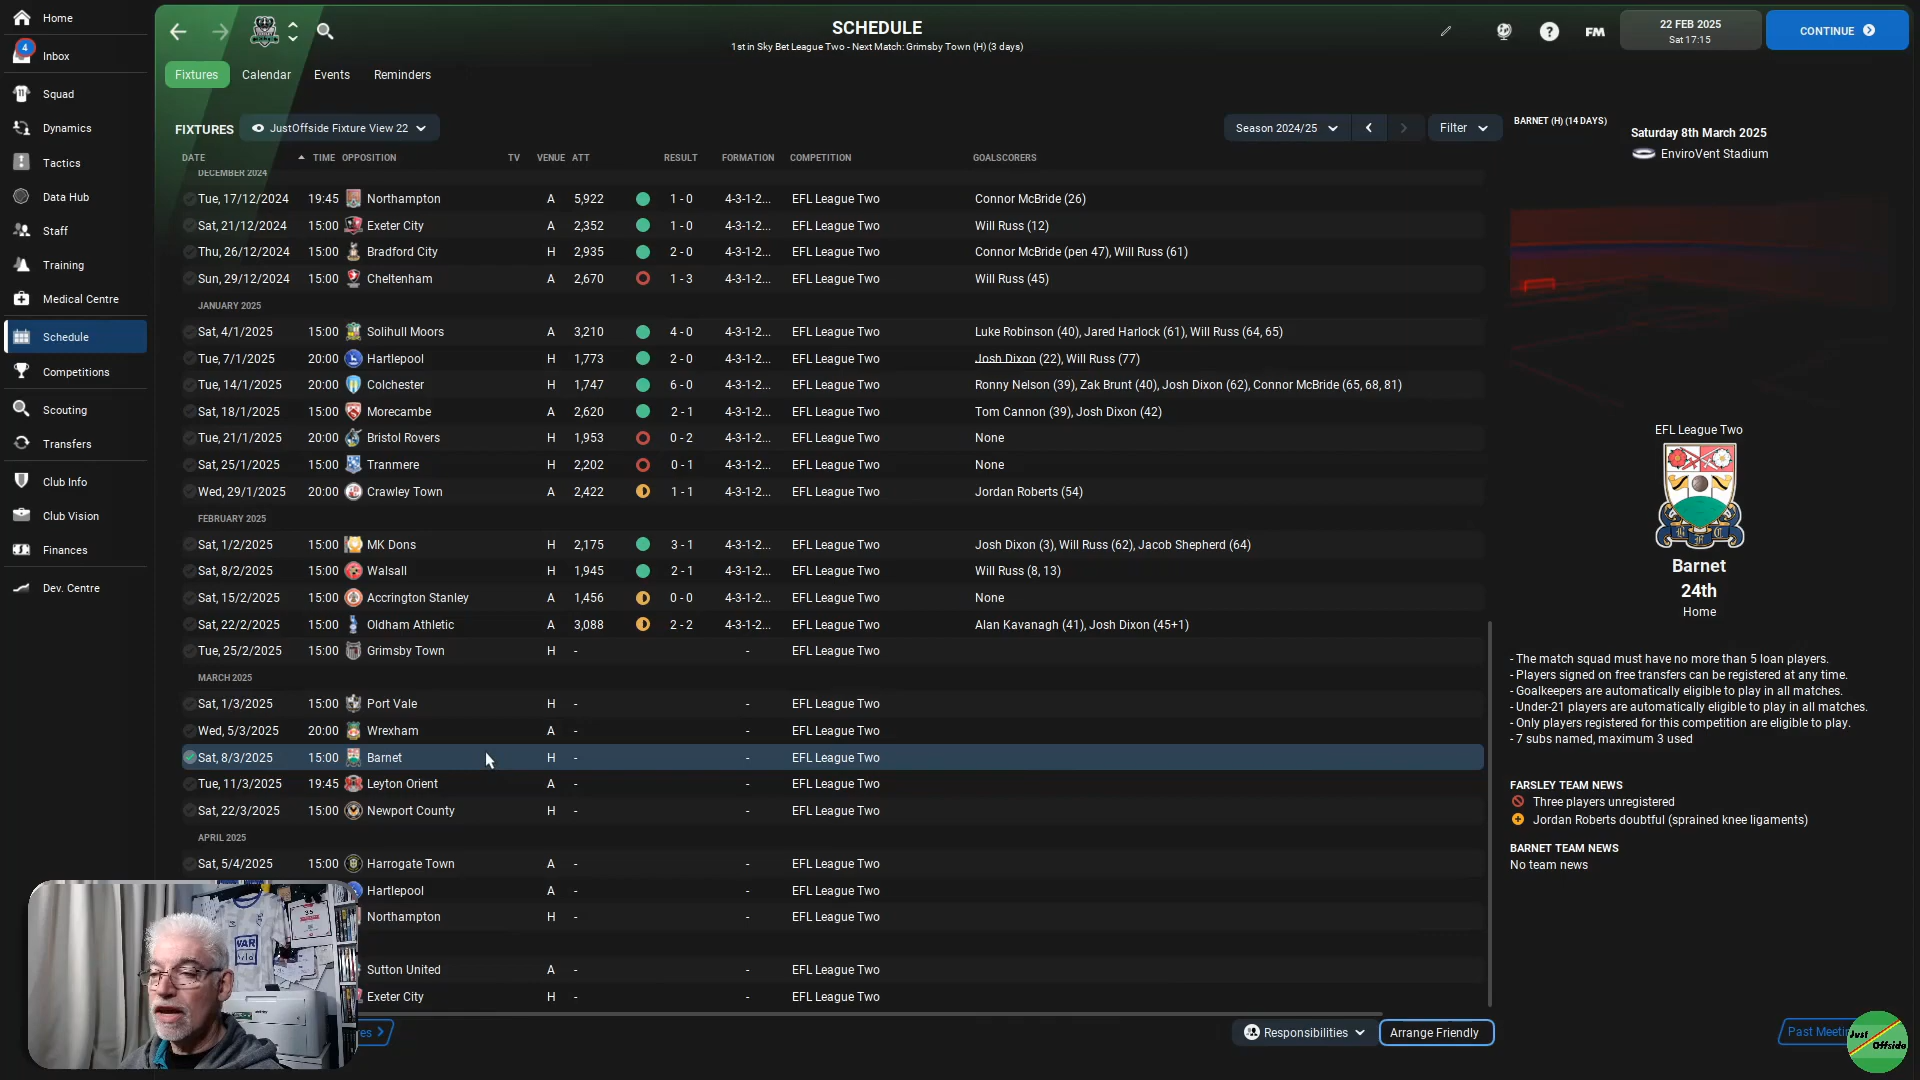 Home
4
Inbox
Squad
Dynamics
Tactics
Data Hub
Staff
Training
Medical Centre
Schedule
Competitions
Scouting
Transfers
Club Info
Club Vision
Finances
Dev. Centre
SCHEDULE
1st in Sky Bet League Two - Next Match: Grimsby Town (H) (3 days)
FM
22 FEB 2025
Sat 17:15
CONTINUE
Fixtures Calendar Events Reminders
FIXTURES JustOffside Fixture View 22 Season 2024/25 Filter
DATE TIME OPPOSITION TV VENUE ATT RESULT FORMATION COMPETITION GOALSCORERS
DECEMBER 2024
Tue, 17/12/2024 19:45 Northampton A 5,922 1 - 0 4-3-1-2... EFL League Two Connor McBride (26)
Sat, 21/12/2024 15:00 Exeter City A 2,352 1 - 0 4-3-1-2... EFL League Two Will Russ (12)
Thu, 26/12/2024 15:00 Bradford City H 2,935 2 - 0 4-3-1-2... EFL League Two Connor McBride (pen 47), Will Russ (61)
Sun, 29/12/2024 15:00 Cheltenham A 2,670 1 - 3 4-3-1-2... EFL League Two Will Russ (45)
JANUARY 2025
Sat, 4/1/2025 15:00 Solihull Moors A 3,210 4 - 0 4-3-1-2... EFL League Two Luke Robinson (40), Jared Harlock (61), Will Russ (64, 65)
Tue, 7/1/2025 20:00 Hartlepool H 1,773 2 - 0 4-3-1-2... EFL League Two Josh Dixon (22), Will Russ (77)
Tue, 14/1/2025 20:00 Colchester H 1,747 6 - 0 4-3-1-2... EFL League Two Ronny Nelson (39), Zak Brunt (40), Josh Dixon (62), Connor McBride (65, 68, 81)
Sat, 18/1/2025 15:00 Morecambe A 2,620 2 - 1 4-3-1-2... EFL League Two Tom Cannon (39), Josh Dixon (42)
Tue, 21/1/2025 20:00 Bristol Rovers H 1,953 0 - 2 4-3-1-2... EFL League Two None
Sat, 25/1/2025 15:00 Tranmere H 2,202 0 - 1 4-3-1-2... EFL League Two None
Wed, 29/1/2025 20:00 Crawley Town A 2,422 1 - 1 4-3-1-2... EFL League Two Jordan Roberts (54)
FEBRUARY 2025
Sat, 1/2/2025 15:00 MK Dons H 2,175 3 - 1 4-3-1-2... EFL League Two Josh Dixon (3), Will Russ (62), Jacob Shepherd (64)
Sat, 8/2/2025 15:00 Walsall H 1,945 2 - 1 4-3-1-2... EFL League Two Will Russ (8, 13)
Sat, 15/2/2025 15:00 Accrington Stanley A 1,456 0 - 0 4-3-1-2... EFL League Two None
Sat, 22/2/2025 15:00 Oldham Athletic A 3,088 2 - 2 4-3-1-2... EFL League Two Alan Kavanagh (41), Josh Dixon (45+1)
Tue, 25/2/2025 15:00 Grimsby Town H - - EFL League Two
MARCH 2025
Sat, 1/3/2025 15:00 Port Vale H - - EFL League Two
Wed, 5/3/2025 20:00 Wrexham A - - EFL League Two
Sat, 8/3/2025 15:00 Barnet H - - EFL League Two
Tue, 11/3/2025 19:45 Leyton Orient A - - EFL League Two
Sat, 22/3/2025 15:00 Newport County H - - EFL League Two
APRIL 2025
Sat, 5/4/2025 15:00 Harrogate Town A - - EFL League Two
Hartlepool A - - EFL League Two
Northampton H - - EFL League Two
Sutton United A - - EFL League Two
Exeter City H - - EFL League Two
Responsibilities Arrange Friendly
BARNET (H) (14 DAYS)
Saturday 8th March 2025
EnviroVent Stadium
EFL League Two
Barnet
24th
Home
- The match squad must have no more than 5 loan players.
- Players signed on free transfers can be registered at any time.
- Goalkeepers are automatically eligible to play in all matches.
- Under-21 players are automatically eligible to play in all matches.
- Only players registered for this competition are eligible to play.
- 7 subs named, maximum 3 used
FARSLEY TEAM NEWS
Three players unregistered
Jordan Roberts doubtful (sprained knee ligaments)
BARNET TEAM NEWS
No team news
Past Meeti
Just
Offside
VAR